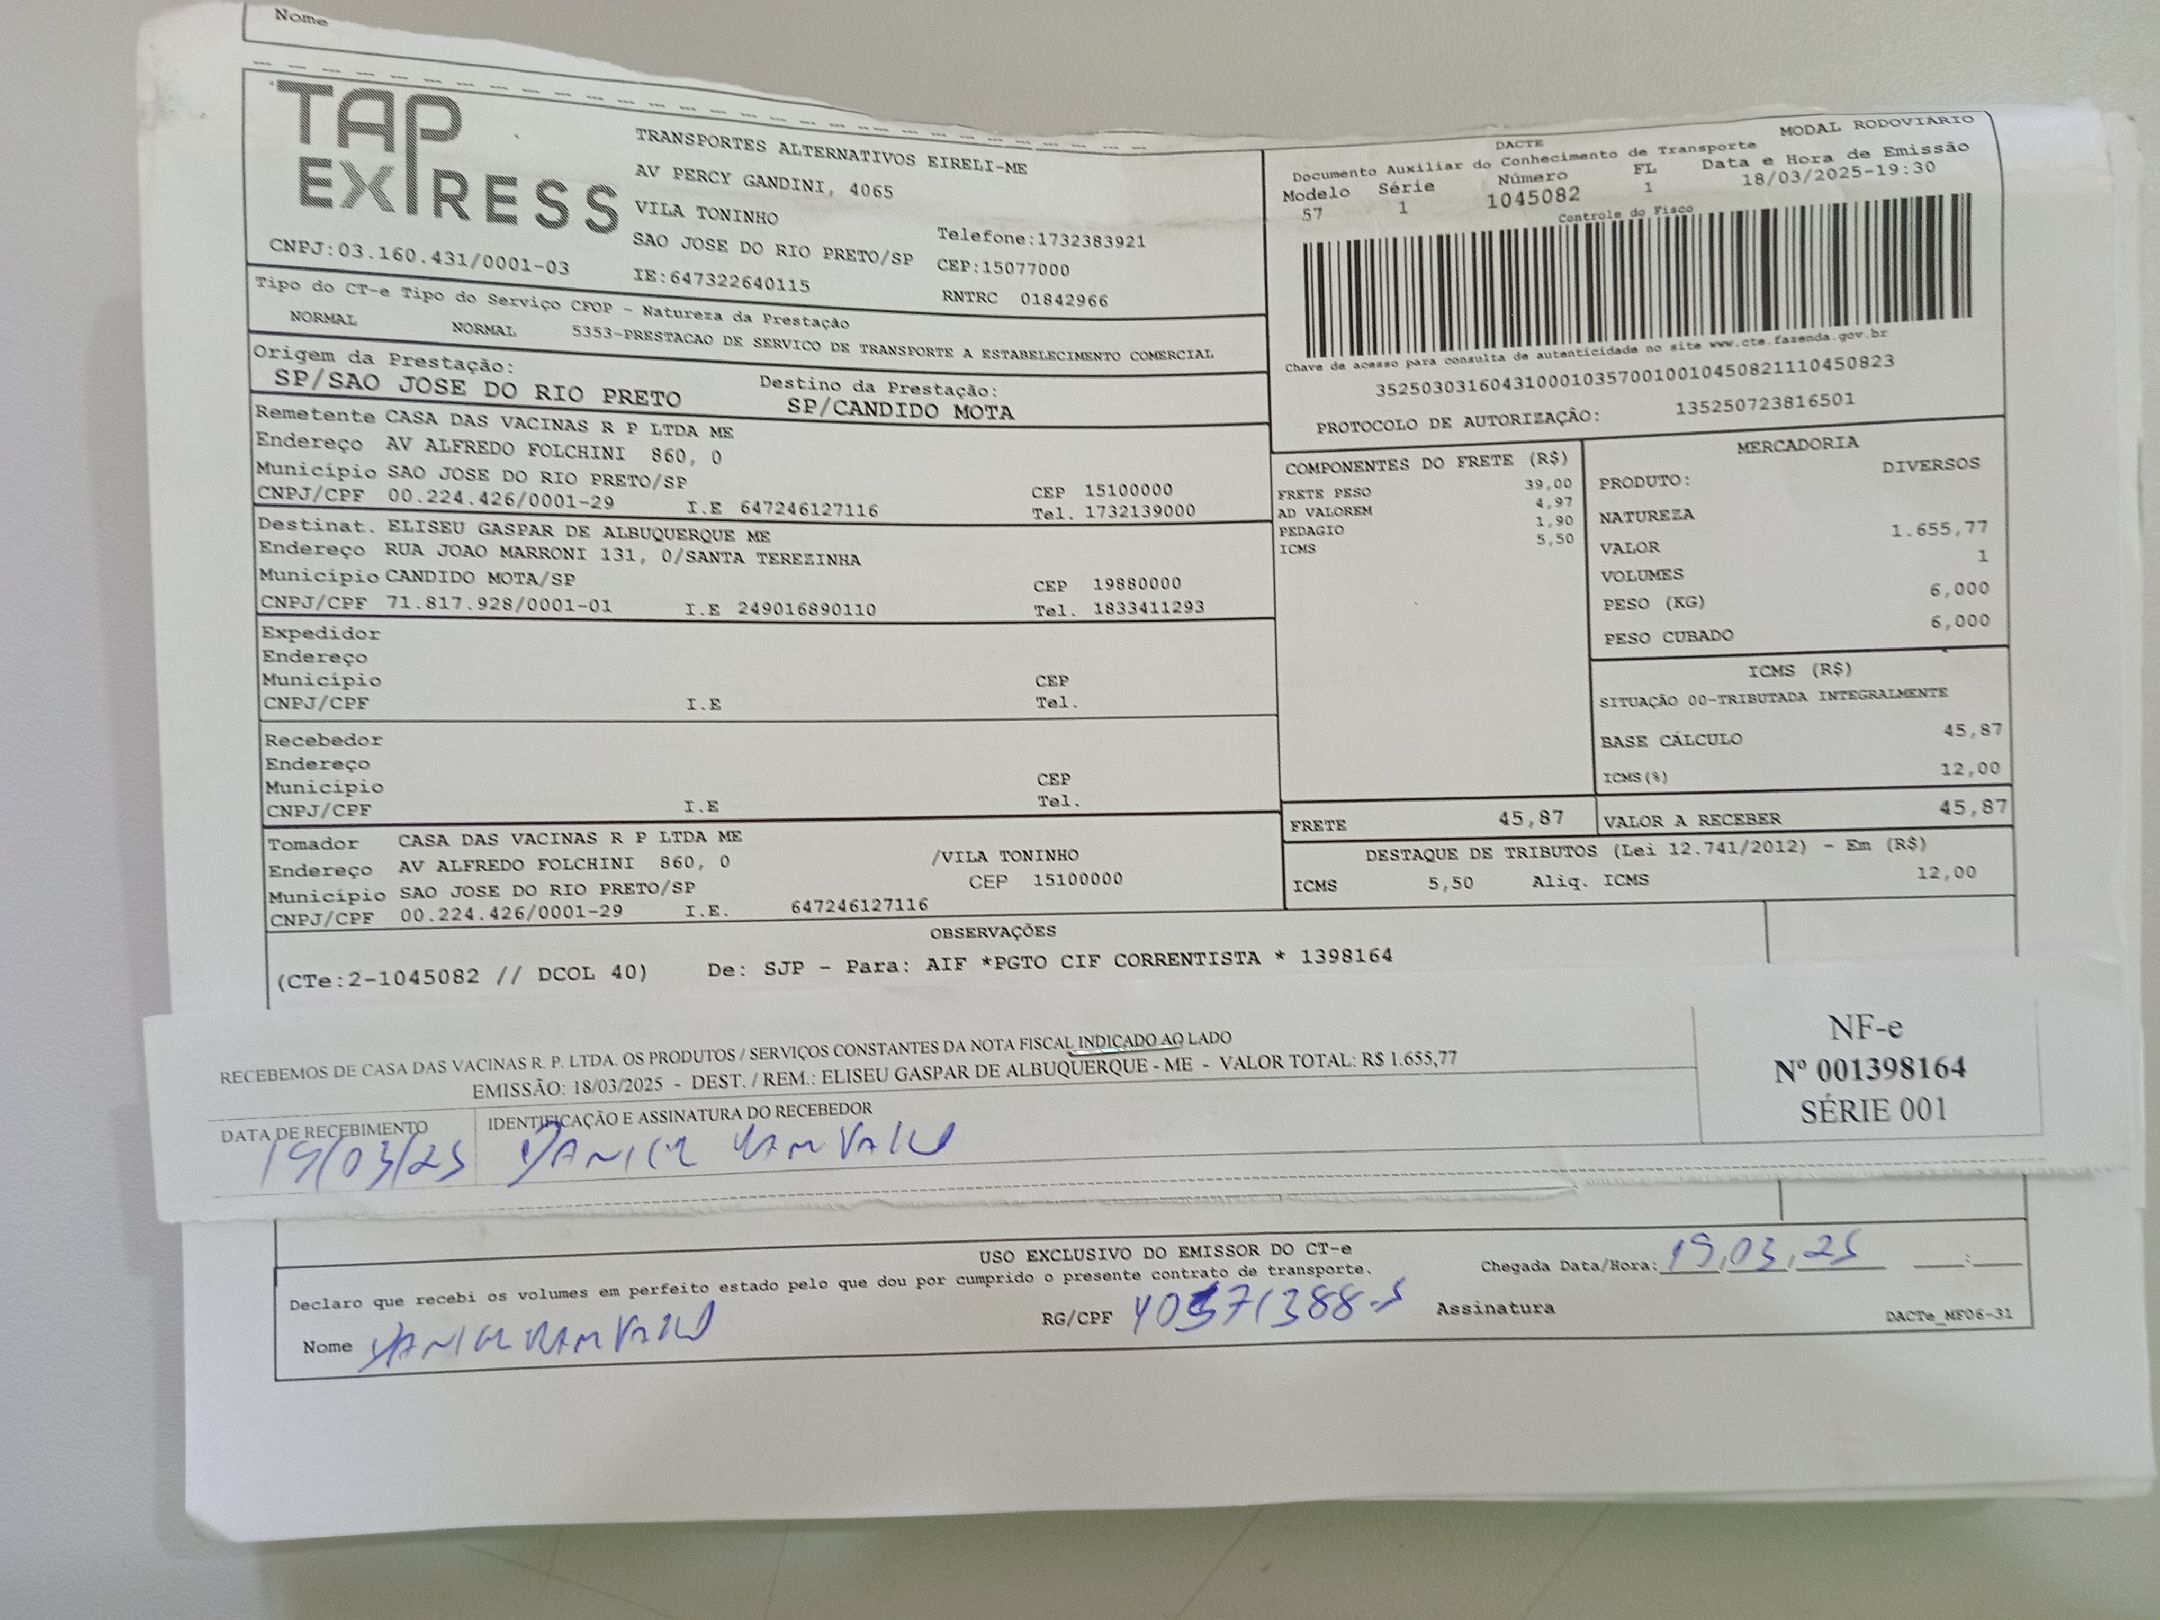 Nome
TAP EXPRESS
TRANSPORTES ALTERNATIVOS EIRELI-ME
AV PERCY GANDINI, 4065
VILA TONINHO
SAO JOSE DO RIO PRETO/SP
IE:647322640115
Telefone:1732383921
CEP:15077000
RNTRC 01842966
CNPJ:03.160.431/0001-03
DACTE
MODAL RODOVIÁRIO
Documento Auxiliar do Conhecimento de Transporte
Modelo Série Número FL Data e Hora de Emissão
57 1 1045082 1 18/03/2025-19:30
Controle do Fisco
Chave de acesso para consulta de autenticidade no site www.cte.fazenda.gov.br
35250303160431000103570010010450821110450823
PROTOCOLO DE AUTORIZAÇÃO: 135250723816501
Tipo do CT-e Tipo do Serviço CFOP - Natureza da Prestação
NORMAL NORMAL 5353-PRESTACAO DE SERVICO DE TRANSPORTE A ESTABELECIMENTO COMERCIAL
Origem da Prestação: Destino da Prestação:
SP/SAO JOSE DO RIO PRETO SP/CANDIDO MOTA
Remetente CASA DAS VACINAS R P LTDA ME
Endereço AV ALFREDO FOLCHINI 860, 0
Município SAO JOSE DO RIO PRETO/SP CEP 15100000
CNPJ/CPF 00.224.426/0001-29 I.E 647246127116 Tel. 1732139000
Destinat. ELISEU GASPAR DE ALBUQUERQUE ME
Endereço RUA JOAO MARRONI 131, 0/SANTA TEREZINHA
Município CANDIDO MOTA/SP CEP 19880000
CNPJ/CPF 71.817.928/0001-01 I.E 249016890110 Tel. 1833411293
Expedidor
Endereço
Município CEP
CNPJ/CPF I.E Tel.
Recebedor
Endereço
Município CEP
CNPJ/CPF I.E Tel.
Tomador CASA DAS VACINAS R P LTDA ME
Endereço AV ALFREDO FOLCHINI 860, 0 /VILA TONINHO
Município SAO JOSE DO RIO PRETO/SP CEP 15100000
CNPJ/CPF 00.224.426/0001-29 I.E. 647246127116
COMPONENTES DO FRETE (R$)
FRETE PESO 39,00
AD VALOREM 4,97
PEDAGIO 1,90
ICMS 5,50
MERCADORIA
PRODUTO: DIVERSOS
NATUREZA
VALOR 1.655,77
VOLUMES 1
PESO (KG) 6,000
PESO CUBADO 6,000
ICMS (R$)
SITUAÇÃO 00-TRIBUTADA INTEGRALMENTE
BASE CÁLCULO 45,87
ICMS(%) 12,00
FRETE 45,87 VALOR A RECEBER 45,87
DESTAQUE DE TRIBUTOS (Lei 12.741/2012) - Em (R$)
ICMS 5,50 Aliq. ICMS 12,00
OBSERVAÇÕES
(CTe:2-1045082 // DCOL 40) De: SJP - Para: AIF *PGTO CIF CORRENTISTA * 1398164
RECEBEMOS DE CASA DAS VACINAS R. P. LTDA. OS PRODUTOS / SERVIÇOS CONSTANTES DA NOTA FISCAL INDICADO AO LADO
EMISSÃO: 18/03/2025 - DEST. / REM.: ELISEU GASPAR DE ALBUQUERQUE - ME - VALOR TOTAL: R$ 1.655,77
DATA DE RECEBIMENTO IDENTIFICAÇÃO E ASSINATURA DO RECEBEDOR
19/03/25
NF-e
Nº 001398164
SÉRIE 001
USO EXCLUSIVO DO EMISSOR DO CT-e
Declaro que recebi os volumes em perfeito estado pelo que dou por cumprido o presente contrato de transporte.
Chegada Data/Hora: 19,03,25 :
Nome RG/CPF Assinatura
DACTe_MF06-31